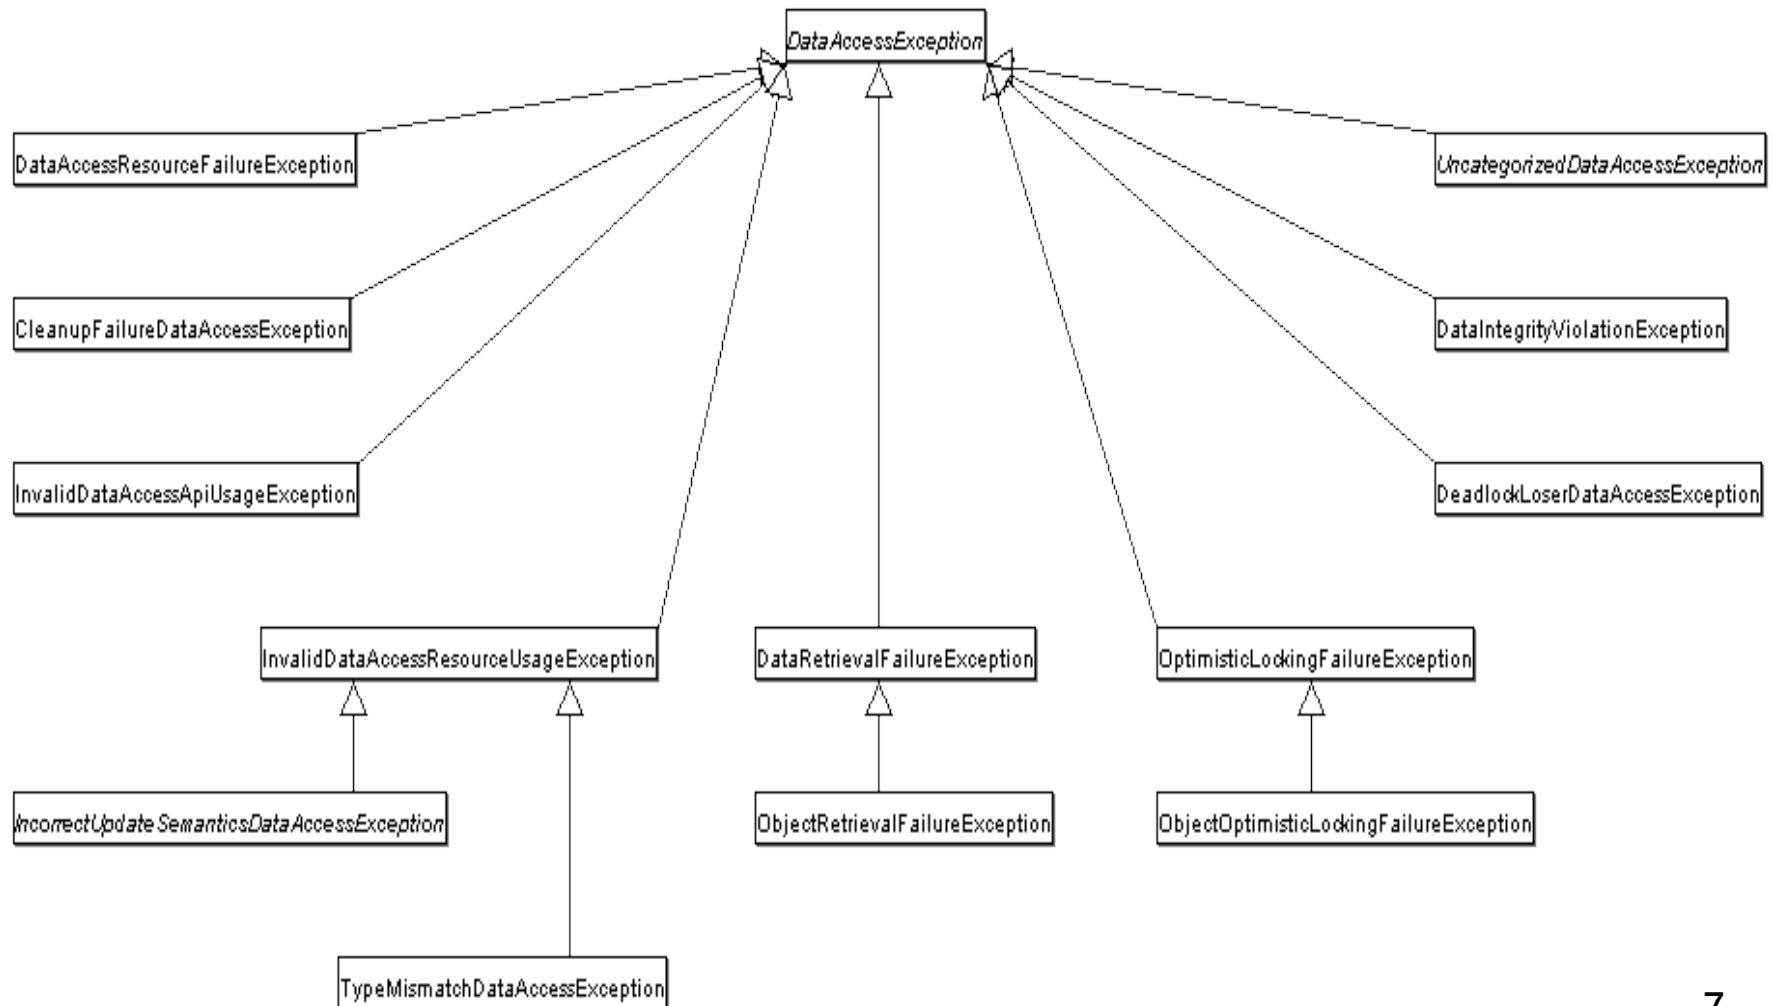 DataAccessException
DataAccessResourceFailureException
UncategorizedDataAccessException
CleanupFailureDataAccessException
DataIntegrityViolationException
InvalidDataAccessApiUsageException
DeadlockLoserDataAccessException
InvalidDataAccessResourceUsageException
DataRetrievalFailureException
OptimisticLockingFailureException
IncorrectUpdateSemanticsDataAccessException
ObjectRetrievalFailureException
ObjectOptimisticLockingFailureException
TypeMismatchDataAccessException
7